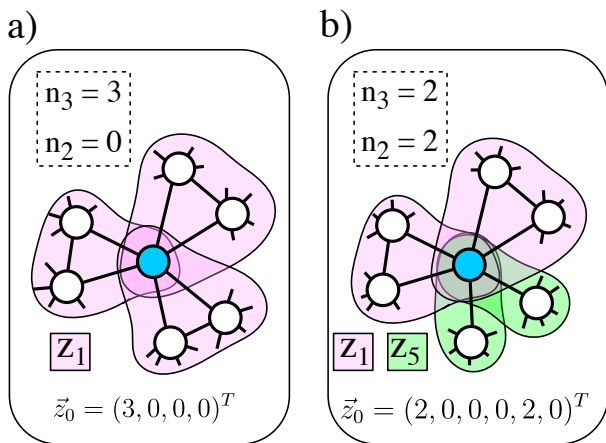 a)
n₃ = 3
n₂ = 0
z₁
z⃗₀ = (3, 0, 0, 0)ᵀ
b)
n₃ = 2
n₂ = 2
z₁ z₅
z⃗₀ = (2, 0, 0, 0, 2, 0)ᵀ